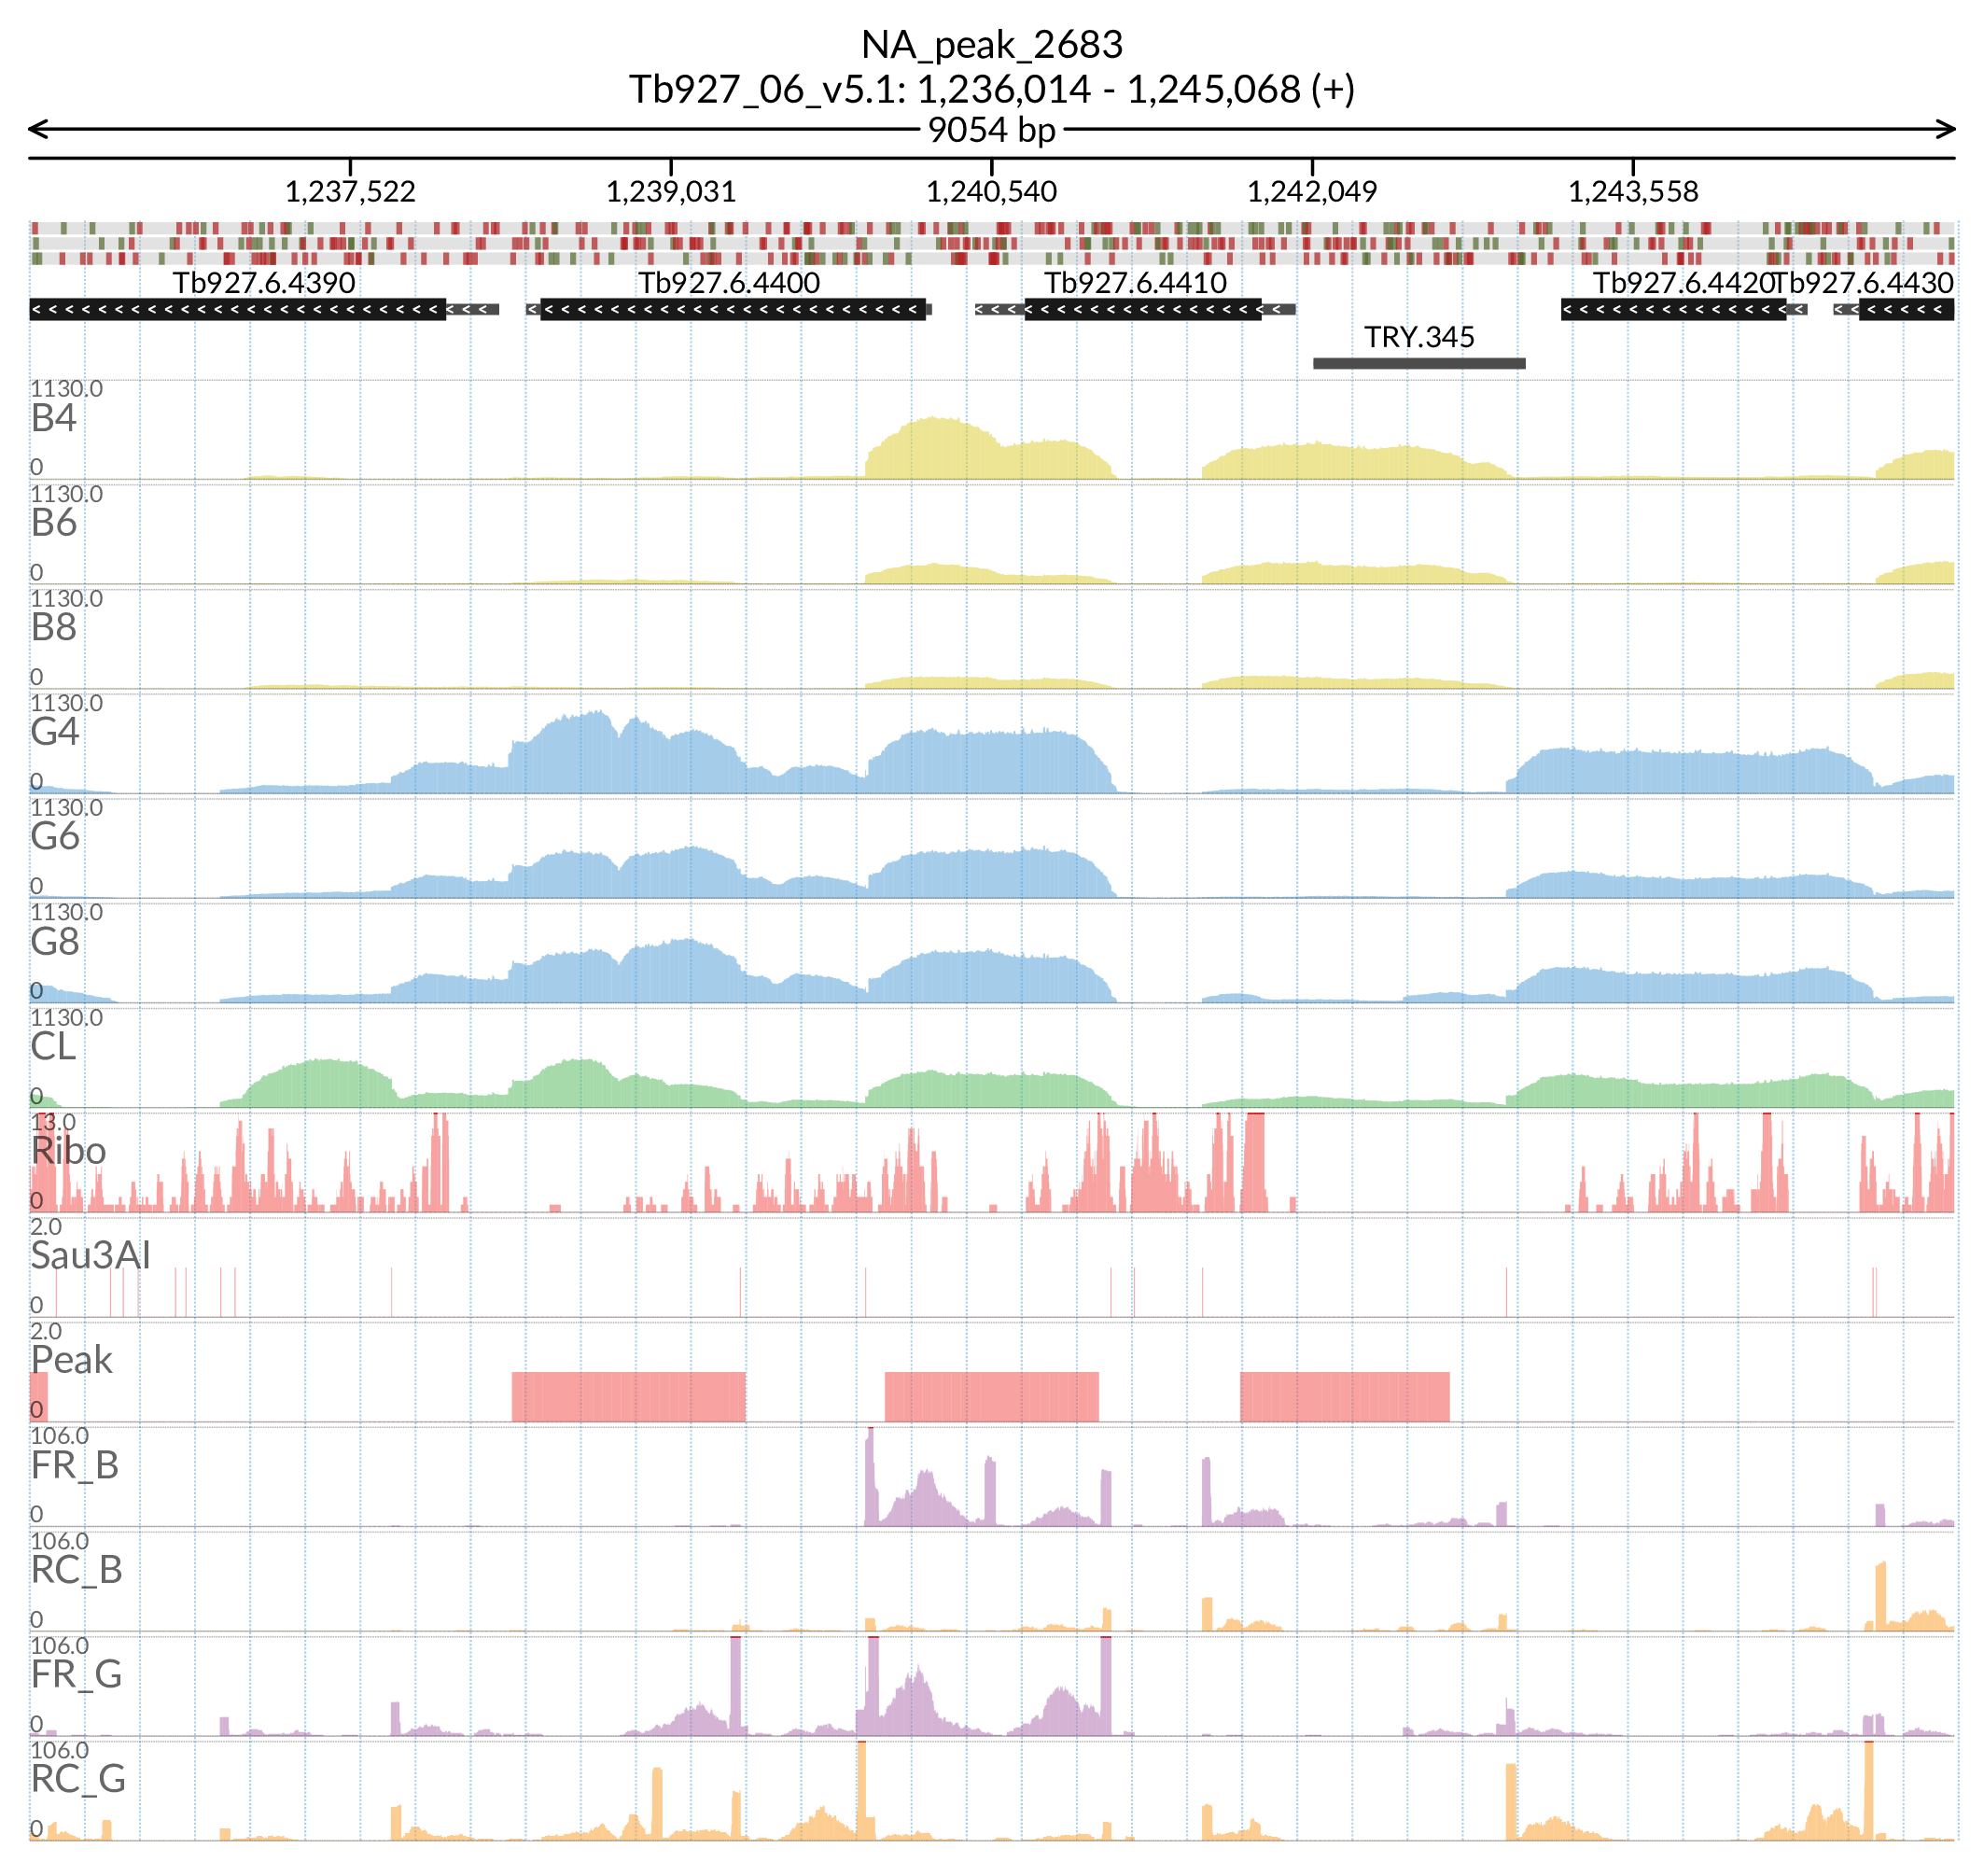 NA_peak_2683
Tb927_06_v5.1: 1,236,014 - 1,245,068 (+)
9054 bp
1,237,522 1,239,031 1,240,540 1,242,049 1,243,558
Tb927.6.4390 Tb927.6.4400 Tb927.6.4410 Tb927.6.4420 Tb927.6.4430
TRY.345
1130.0
B4
0
1130.0
B6
0
1130.0
B8
0
1130.0
G4
0
1130.0
G6
0
1130.0
G8
0
1130.0
CL
0
13.0
Ribo
0
2.0
Sau3AI
0
2.0
Peak
0
106.0
FR_B
0
106.0
RC_B
0
106.0
FR_G
0
106.0
RC_G
0